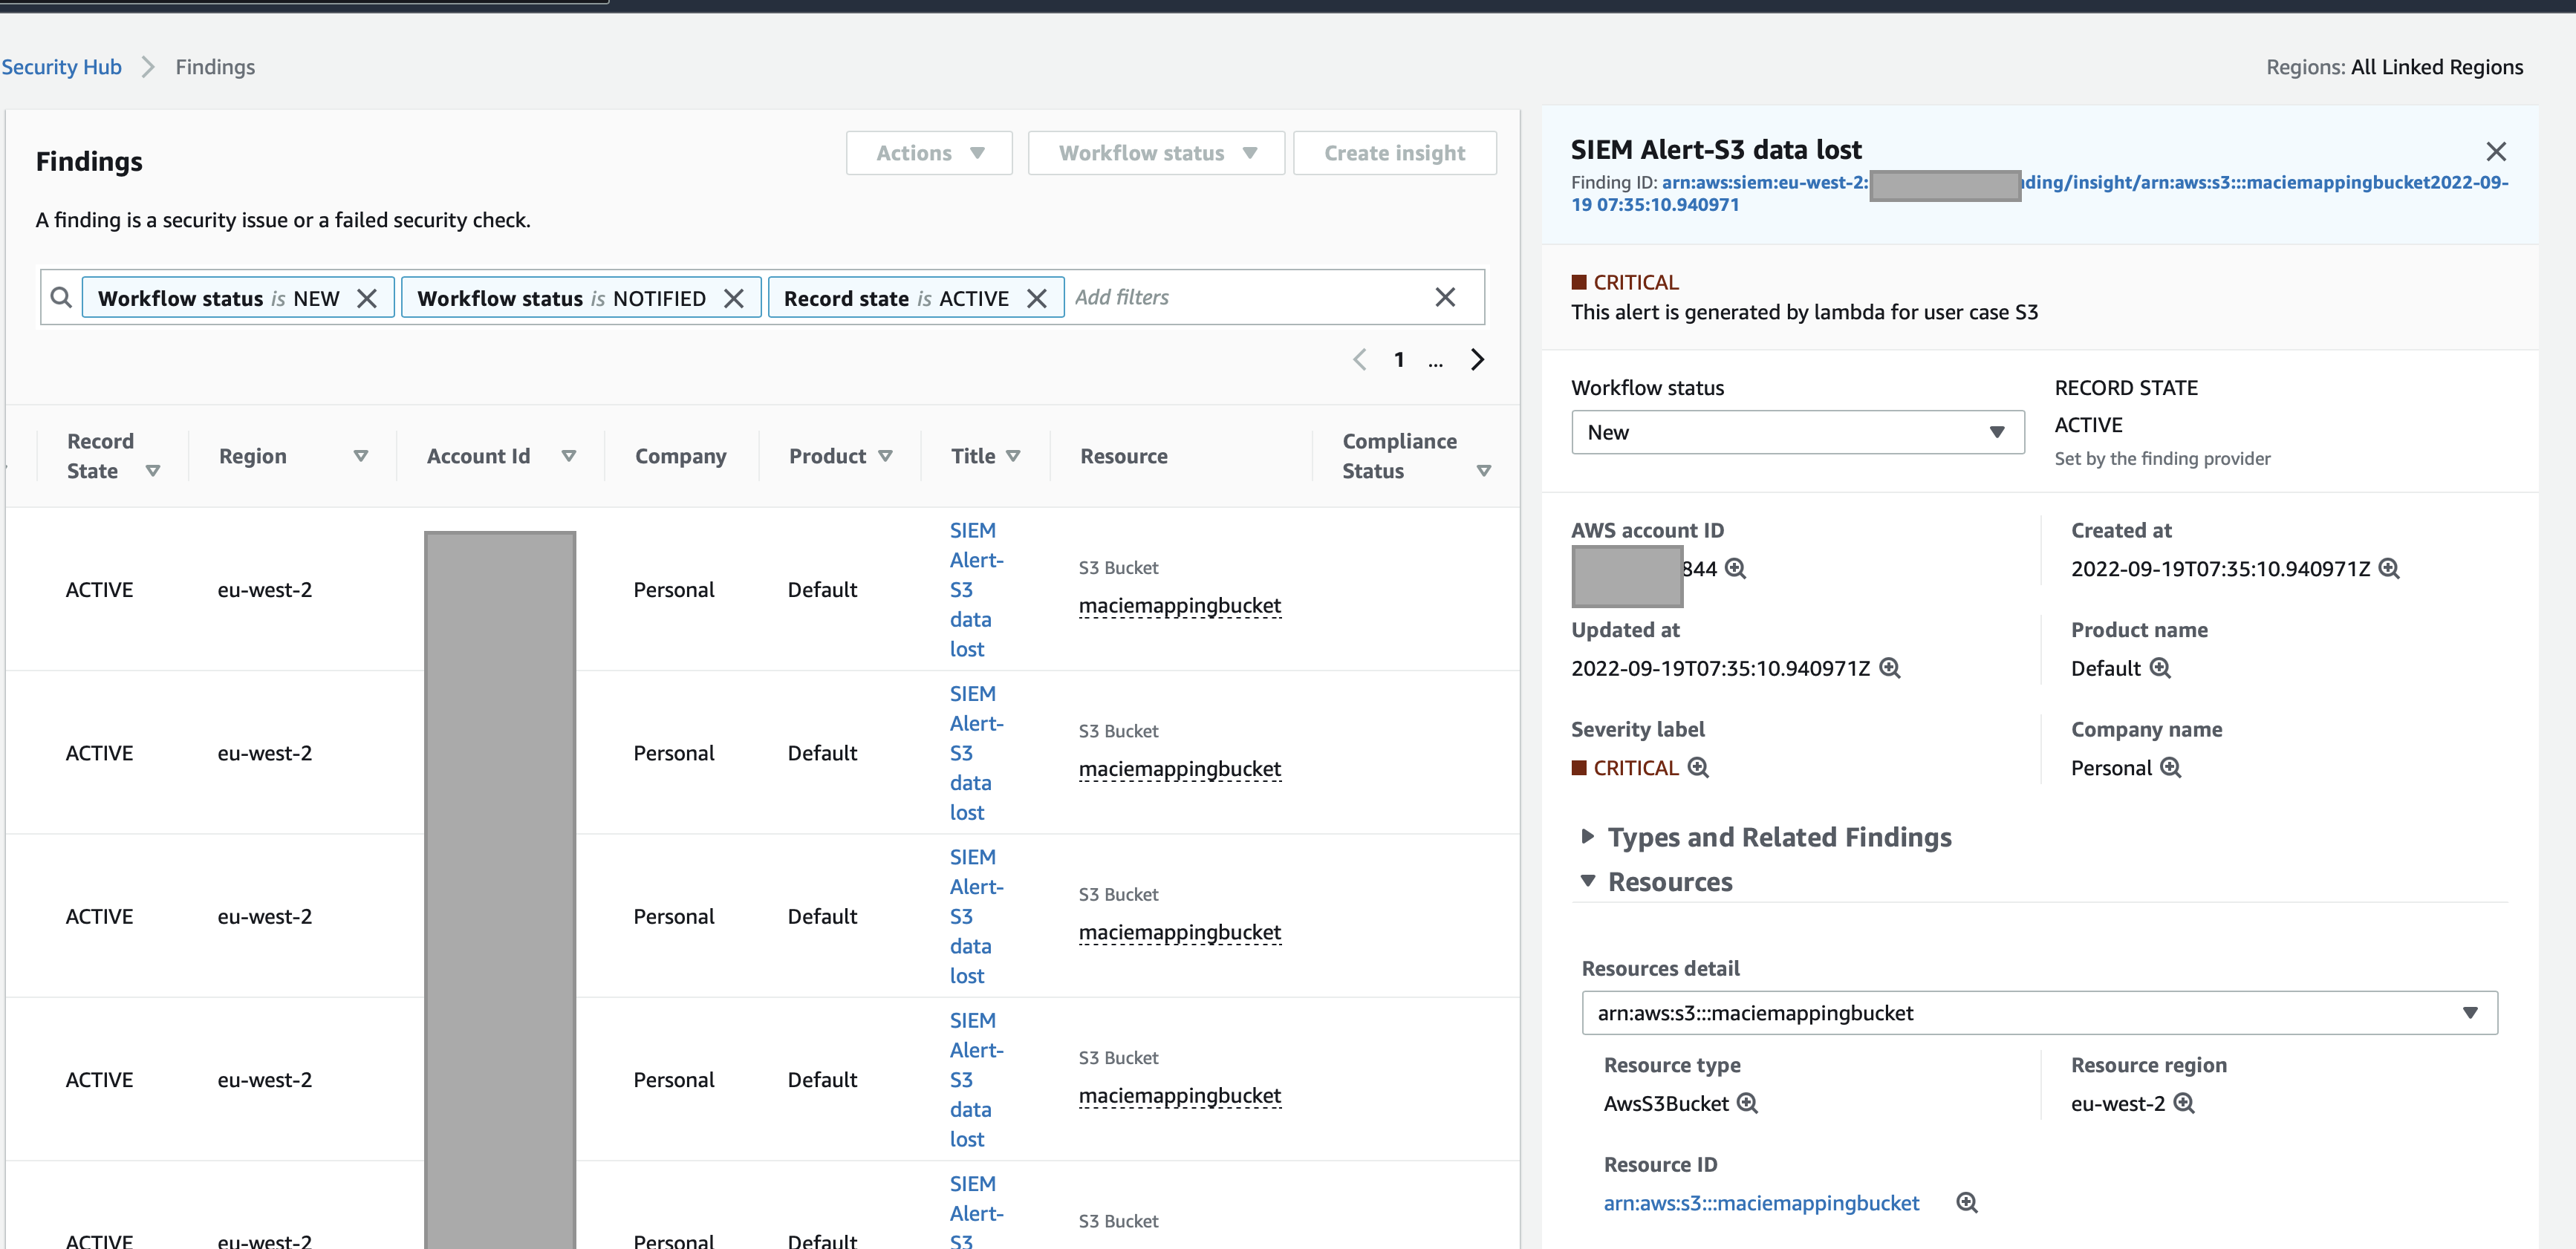 Security Hub > Findings
Regions: All Linked Regions
Findings
Actions
Workflow status
Create insight
A finding is a security issue or a failed security check.
Workflow status is NEW
Workflow status is NOTIFIED
Record state is ACTIVE
Add filters
1 ...
Record State
Region
Account Id
Company
Product
Title
Resource
Compliance Status
ACTIVE
eu-west-2
Personal
Default
SIEM
Alert-
S3
data
lost
S3 Bucket
maciemappingbucket
ACTIVE
eu-west-2
Personal
Default
SIEM
Alert-
S3
data
lost
S3 Bucket
maciemappingbucket
ACTIVE
eu-west-2
Personal
Default
SIEM
Alert-
S3
data
lost
S3 Bucket
maciemappingbucket
ACTIVE
eu-west-2
Personal
Default
SIEM
Alert-
S3
data
lost
S3 Bucket
maciemappingbucket
ACTIVE
eu-west-2
Personal
Default
SIEM
Alert-
S3
S3 Bucket
SIEM Alert-S3 data lost
Finding ID: arn:aws:siem:eu-west-2: ding/insight/arn:aws:s3:::maciemappingbucket2022-09-
19 07:35:10.940971
CRITICAL
This alert is generated by lambda for user case S3
Workflow status
New
RECORD STATE
ACTIVE
Set by the finding provider
AWS account ID
844
Created at
2022-09-19T07:35:10.940971Z
Updated at
2022-09-19T07:35:10.940971Z
Product name
Default
Severity label
CRITICAL
Company name
Personal
Types and Related Findings
Resources
Resources detail
arn:aws:s3:::maciemappingbucket
Resource type
AwsS3Bucket
Resource region
eu-west-2
Resource ID
arn:aws:s3:::maciemappingbucket